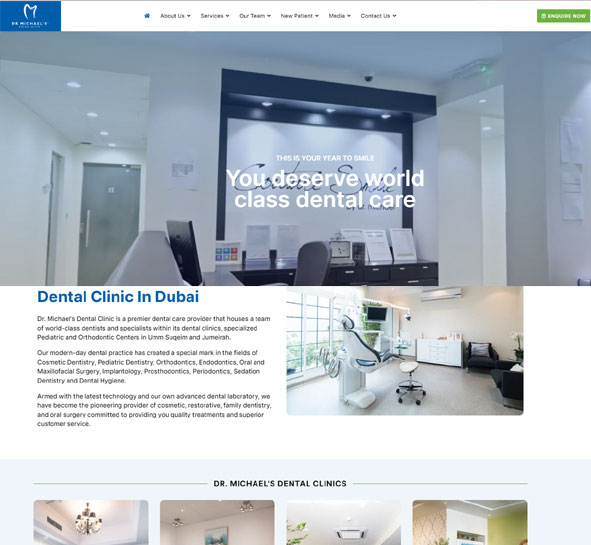 DR MICHAEL'S
About Us Services Our Team New Patient Media Contact Us
ENQUIRE NOW
THIS IS YOUR YEAR TO SMILE
You deserve world
class dental care
Dental Clinic In Dubai
Dr. Michael's Dental Clinic is a premier dental care provider that houses a team
of world-class dentists and specialists within its dental clinics, specialized
Pediatric and Orthodontic Centers in Umm Suqeim and Jumeirah.
Our modern-day dental practice has created a special mark in the fields of
Cosmetic Dentistry, Pediatric Dentistry, Orthodontics, Endodontics, Oral and
Maxillofacial Surgery, Implantology, Prosthodontics, Periodontics, Sedation
Dentistry and Dental Hygiene.
Armed with the latest technology and our own advanced dental laboratory, we
have become the pioneering provider of cosmetic, restorative, family dentistry,
and oral surgery committed to providing you quality treatments and superior
customer service.
DR. MICHAEL'S DENTAL CLINICS